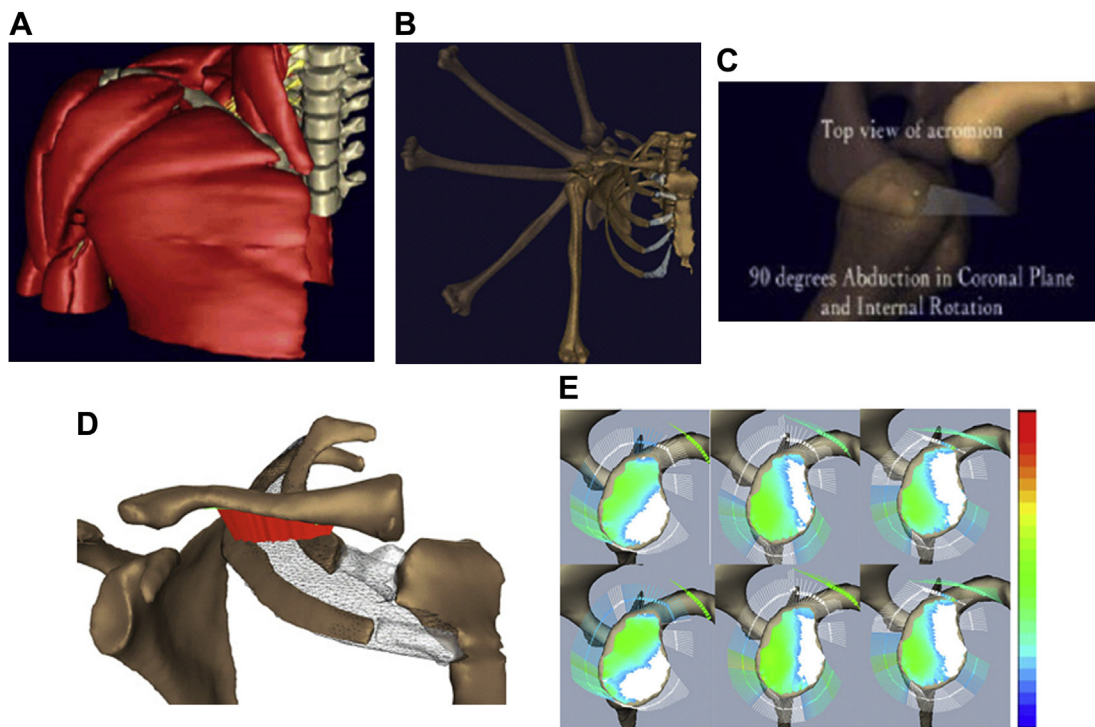 A
B
C
Top view of acromion
90 degrees Abduction in Coronal Plane
and Internal Rotation
D
E